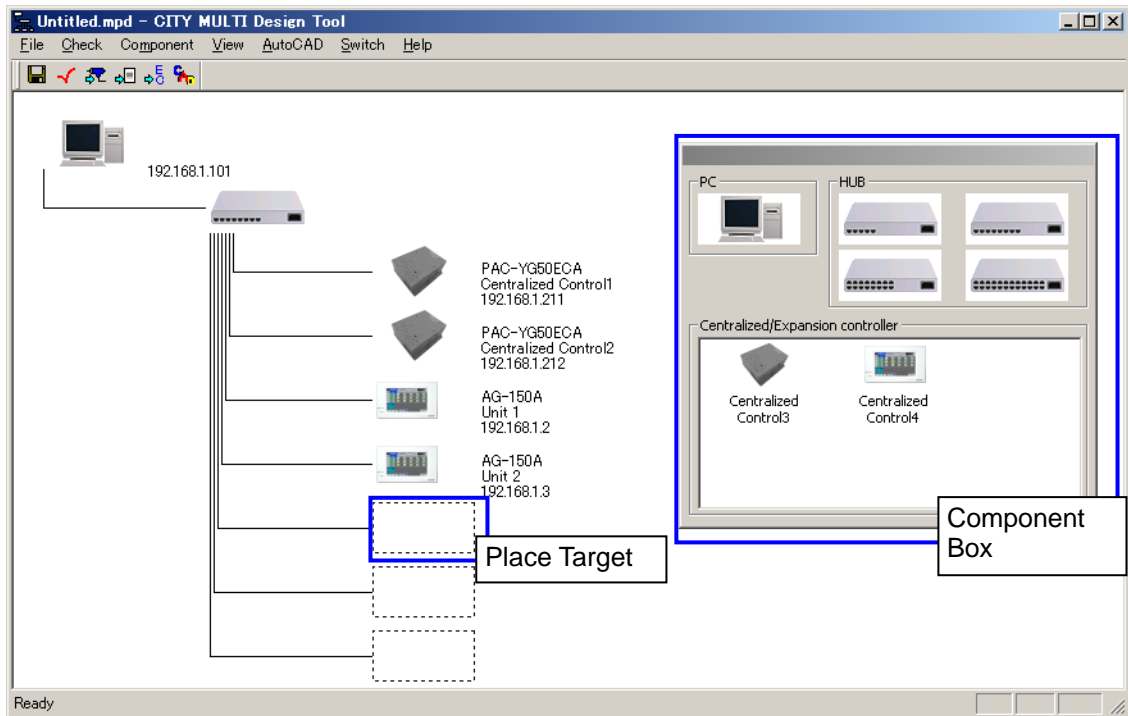 Untitled.mpd - CITY MULTI Design Tool
File Check Component View AutoCAD Switch Help
192.168.1.101
PAC-YG50ECA
Centralized Control1
192.168.1.211
PAC-YG50ECA
Centralized Control2
192.168.1.212
AG-150A
Unit 1
192.168.1.2
AG-150A
Unit 2
192.168.1.3
Place Target
PC
HUB
Centralized/Expansion controller
Centralized
Control3
Centralized
Control4
Component
Box
Ready